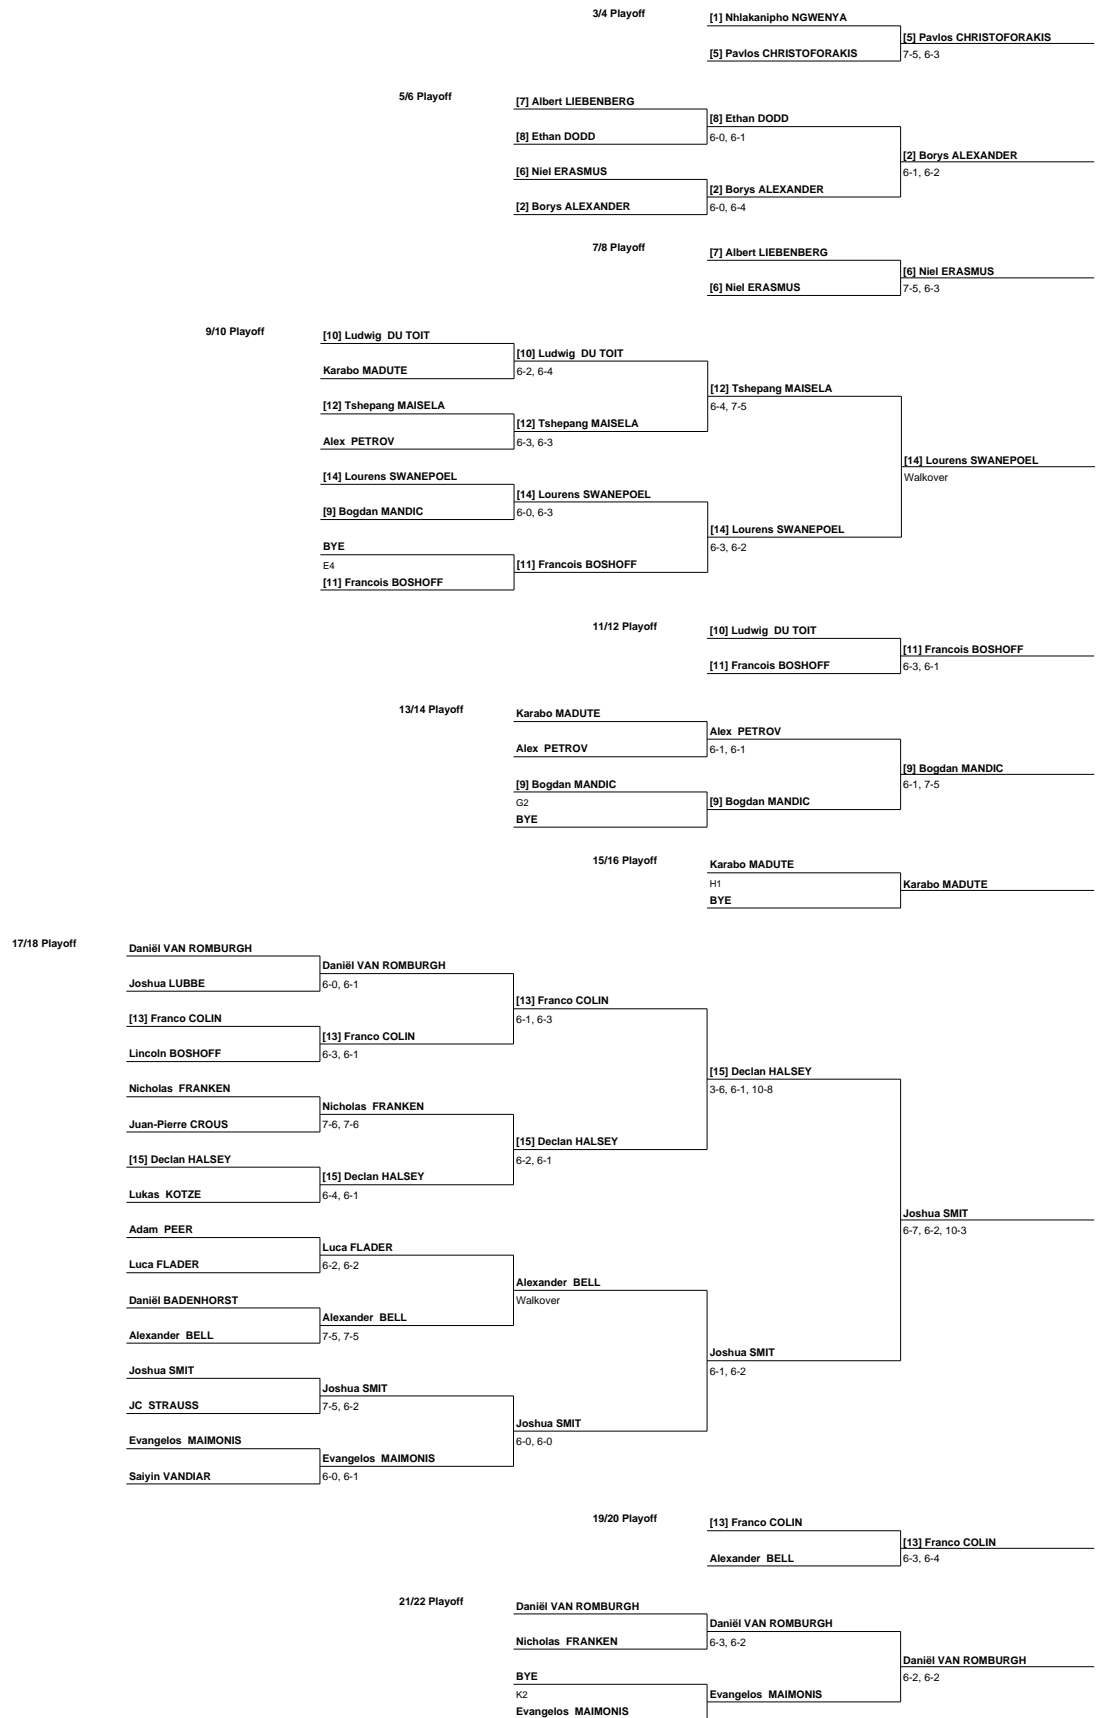 3/4 Playoff
[1] Nhlakanipho NGWENYA
[5] Pavlos CHRISTOFORAKIS
[5] Pavlos CHRISTOFORAKIS
7-5, 6-3
5/6 Playoff
[7] Albert LIEBENBERG
[8] Ethan DODD
[8] Ethan DODD
6-0, 6-1
[2] Borys ALEXANDER
6-1, 6-2
[6] Niel ERASMUS
[2] Borys ALEXANDER
[2] Borys ALEXANDER
6-0, 6-4
7/8 Playoff
[7] Albert LIEBENBERG
[6] Niel ERASMUS
[6] Niel ERASMUS
7-5, 6-3
9/10 Playoff
[10] Ludwig DU TOIT
[10] Ludwig DU TOIT
Karabo MADUTE
6-2, 6-4
[12] Tshepang MAISELA
6-4, 7-5
[12] Tshepang MAISELA
[12] Tshepang MAISELA
Alex PETROV
6-3, 6-3
[14] Lourens SWANEPOEL
Walkover
[14] Lourens SWANEPOEL
[14] Lourens SWANEPOEL
[9] Bogdan MANDIC
6-0, 6-3
[14] Lourens SWANEPOEL
6-3, 6-2
BYE
E4
[11] Francois BOSHOFF
[11] Francois BOSHOFF
11/12 Playoff
[10] Ludwig DU TOIT
[11] Francois BOSHOFF
[11] Francois BOSHOFF
6-3, 6-1
13/14 Playoff
Karabo MADUTE
Alex PETROV
Alex PETROV
6-1, 6-1
[9] Bogdan MANDIC
6-1, 7-5
[9] Bogdan MANDIC
G2
[9] Bogdan MANDIC
BYE
15/16 Playoff
Karabo MADUTE
H1
Karabo MADUTE
BYE
17/18 Playoff
Daniël VAN ROMBURGH
Daniël VAN ROMBURGH
Joshua LUBBE
6-0, 6-1
[13] Franco COLIN
6-1, 6-3
[13] Franco COLIN
[13] Franco COLIN
Lincoln BOSHOFF
6-3, 6-1
[15] Declan HALSEY
3-6, 6-1, 10-8
Nicholas FRANKEN
Nicholas FRANKEN
Juan-Pierre CROUS
7-6, 7-6
[15] Declan HALSEY
6-2, 6-1
[15] Declan HALSEY
[15] Declan HALSEY
Lukas KOTZE
6-4, 6-1
Joshua SMIT
6-7, 6-2, 10-3
Adam PEER
Luca FLADER
Luca FLADER
6-2, 6-2
Alexander BELL
Walkover
Daniël BADENHORST
Alexander BELL
Alexander BELL
7-5, 7-5
Joshua SMIT
6-1, 6-2
Joshua SMIT
Joshua SMIT
JC STRAUSS
7-5, 6-2
Joshua SMIT
6-0, 6-0
Evangelos MAIMONIS
Evangelos MAIMONIS
Saiyin VANDIAR
6-0, 6-1
19/20 Playoff
[13] Franco COLIN
[13] Franco COLIN
Alexander BELL
6-3, 6-4
21/22 Playoff
Daniël VAN ROMBURGH
Daniël VAN ROMBURGH
Nicholas FRANKEN
6-3, 6-2
Daniël VAN ROMBURGH
6-2, 6-2
BYE
K2
Evangelos MAIMONIS
Evangelos MAIMONIS